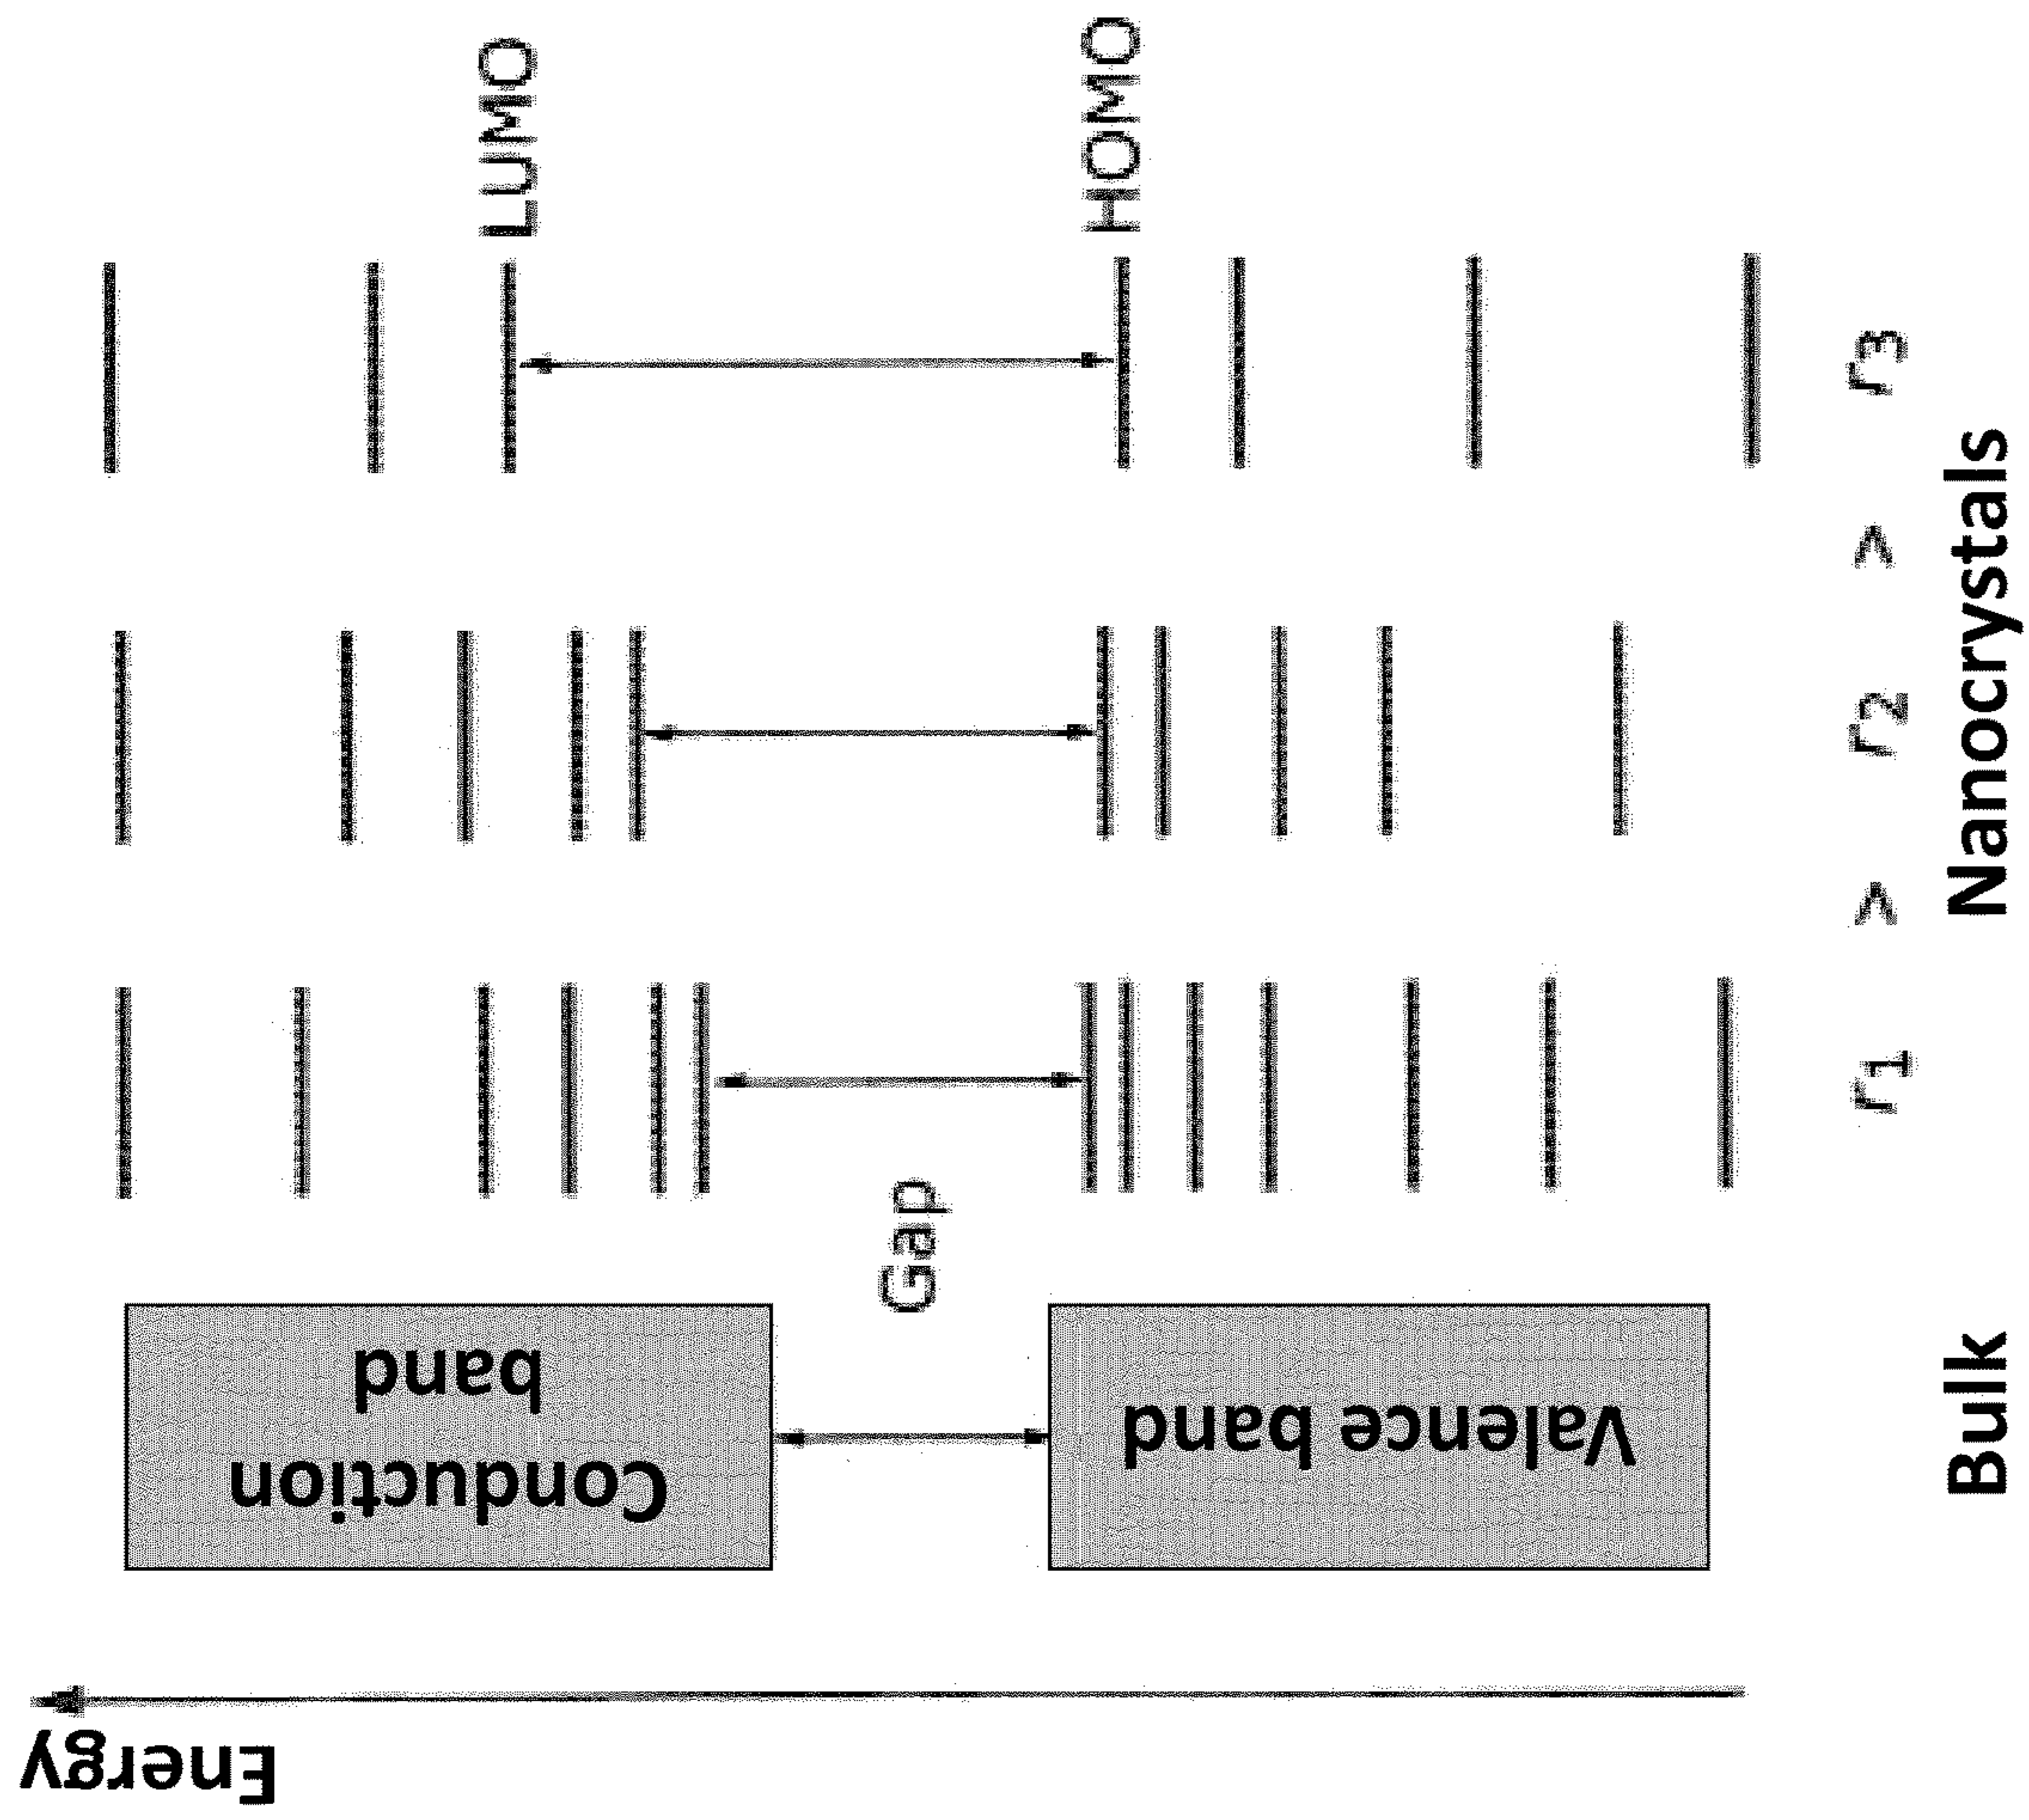 Energy
Conduction
band
Valence band
Gap
LUMO
HOMO
r1 > r2 > r3
Bulk
Nanocrystals